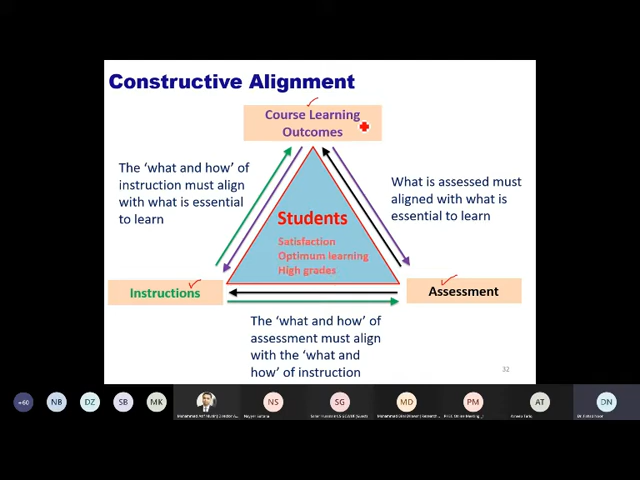 Constructive Alignment
Course Learning
Outcomes
The 'what and how' of
instruction must align
with what is essential
to learn
What is assessed must
aligned with what is
essential to learn
Students
Satisfaction
Optimum learning
High grades
Instructions
Assessment
The 'what and how' of
assessment must align
with the 'what and
how' of instruction
32
+60
NB
DZ
SB
MK
NS
SG
MD
PM
AT
DN